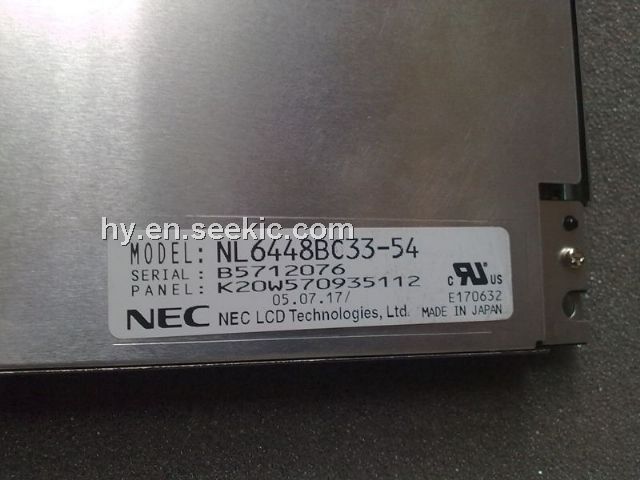 hy.en.seekic.com
MODEL: NL6448BC33-54
SERIAL: B5712076
PANEL: K20W570935112
05.07.17/
NEC NEC LCD Technologies, Ltd. MADE IN JAPAN
C RU US
E170632